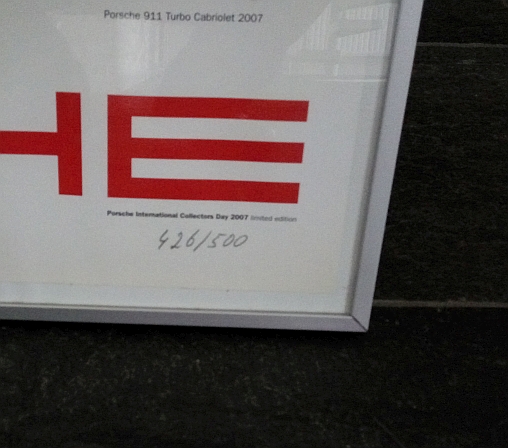 Porsche 911 Turbo Cabriolet 2007
HE
Porsche International Collectors Day 2007 limited edition
426/500